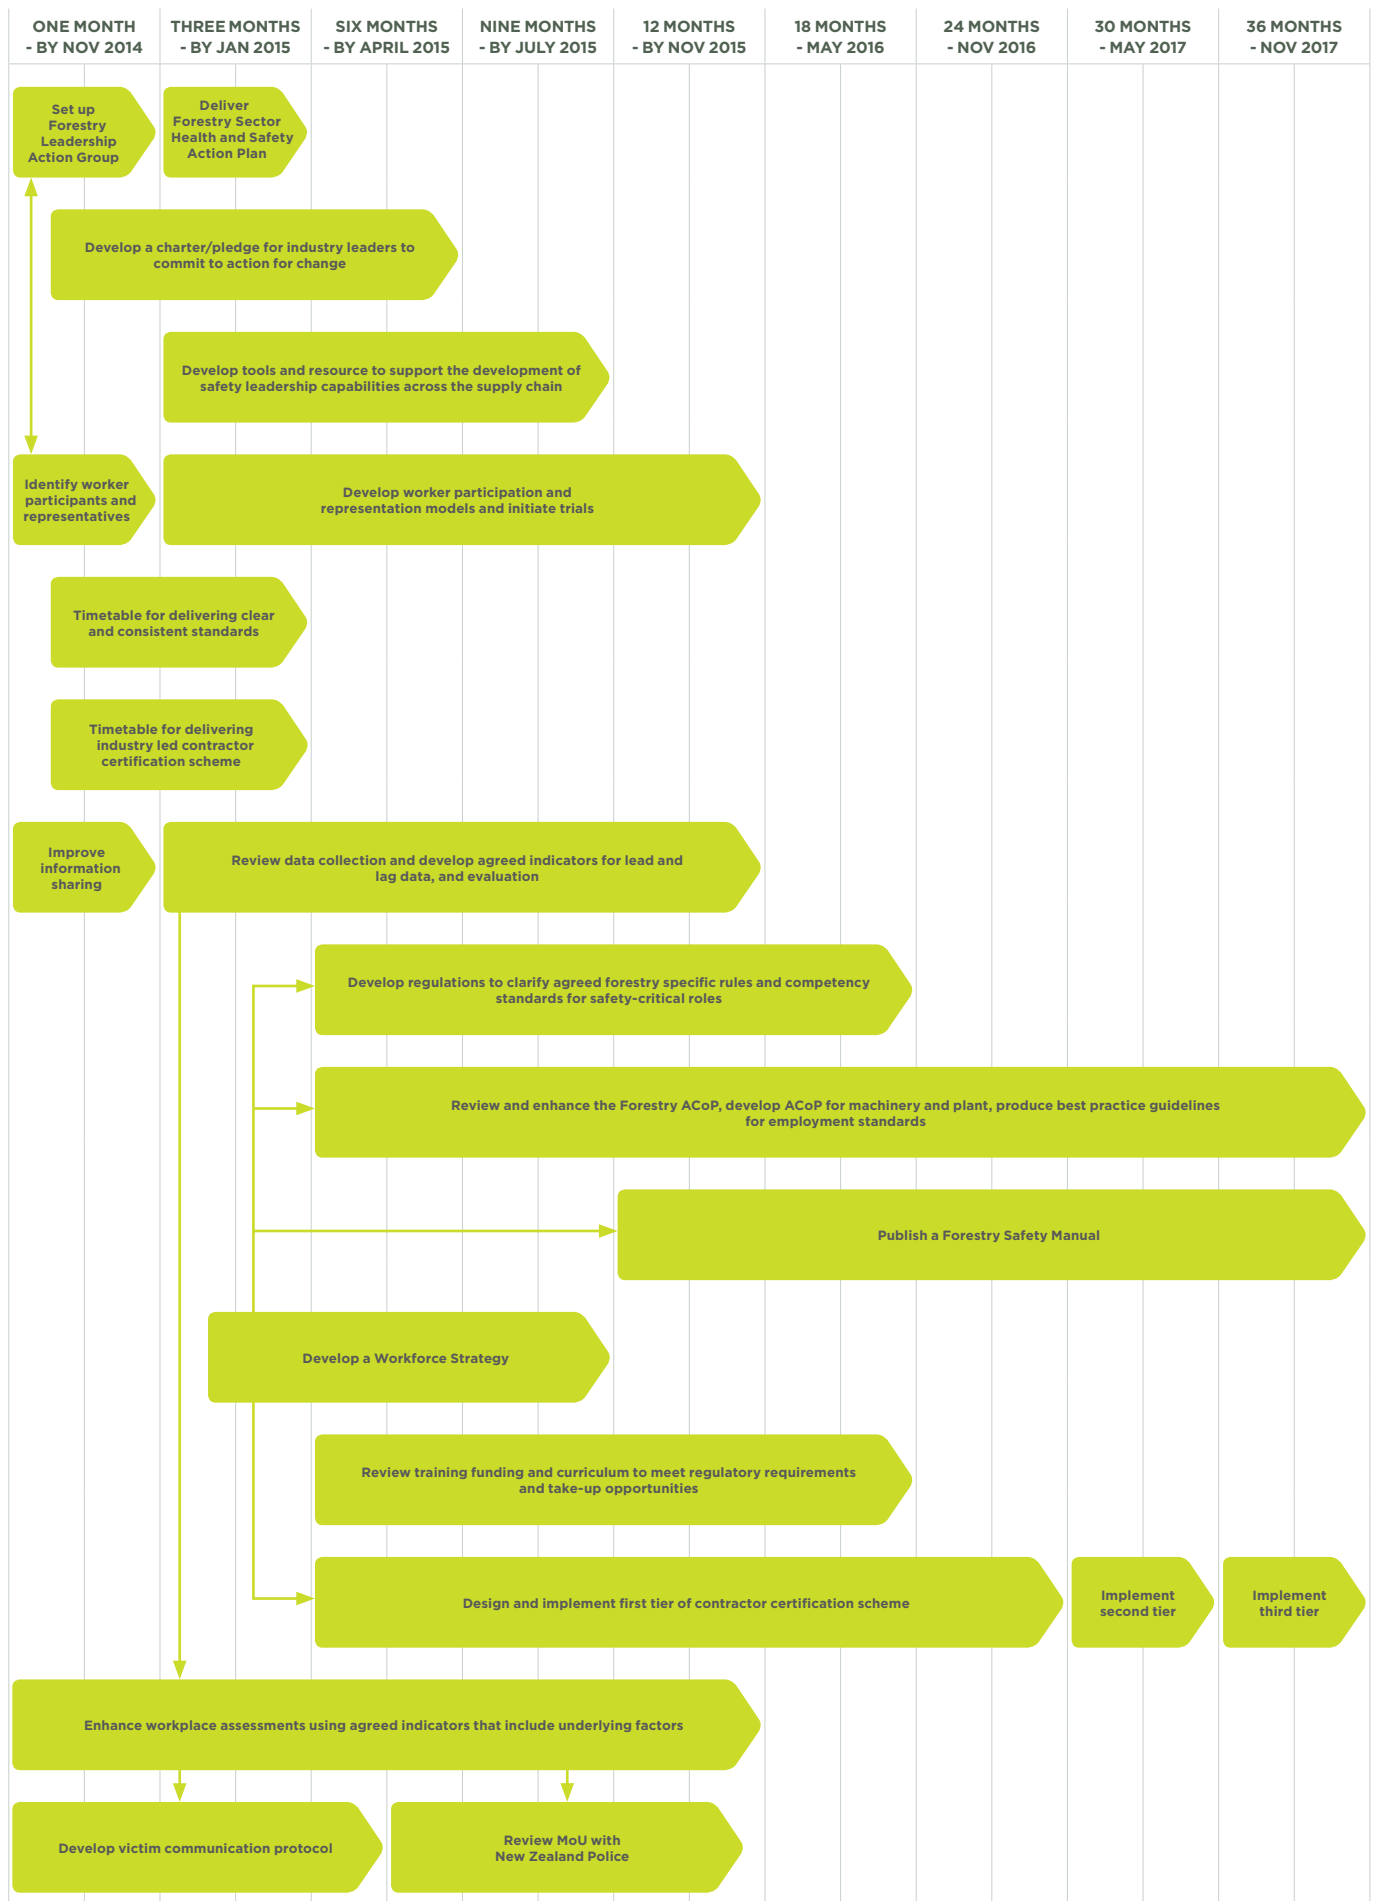 ONE MONTH
- BY NOV 2014
THREE MONTHS
- BY JAN 2015
SIX MONTHS
- BY APRIL 2015
NINE MONTHS
- BY JULY 2015
12 MONTHS
- BY NOV 2015
18 MONTHS
- MAY 2016
24 MONTHS
- NOV 2016
30 MONTHS
- MAY 2017
36 MONTHS
- NOV 2017
Set up
Forestry
Leadership
Action Group
Deliver
Forestry Sector
Health and Safety
Action Plan
Develop a charter/pledge for industry leaders to
commit to action for change
Develop tools and resource to support the development of
safety leadership capabilities across the supply chain
Identify worker
participants and
representatives
Develop worker participation and
representation models and initiate trials
Timetable for delivering clear
and consistent standards
Timetable for delivering
industry led contractor
certification scheme
Improve
information
sharing
Review data collection and develop agreed indicators for lead and
lag data, and evaluation
Develop regulations to clarify agreed forestry specific rules and competency
standards for safety-critical roles
Review and enhance the Forestry ACoP, develop ACoP for machinery and plant, produce best practice guidelines
for employment standards
Publish a Forestry Safety Manual
Develop a Workforce Strategy
Review training funding and curriculum to meet regulatory requirements
and take-up opportunities
Design and implement first tier of contractor certification scheme
Implement
second tier
Implement
third tier
Enhance workplace assessments using agreed indicators that include underlying factors
Develop victim communication protocol
Review MoU with
New Zealand Police